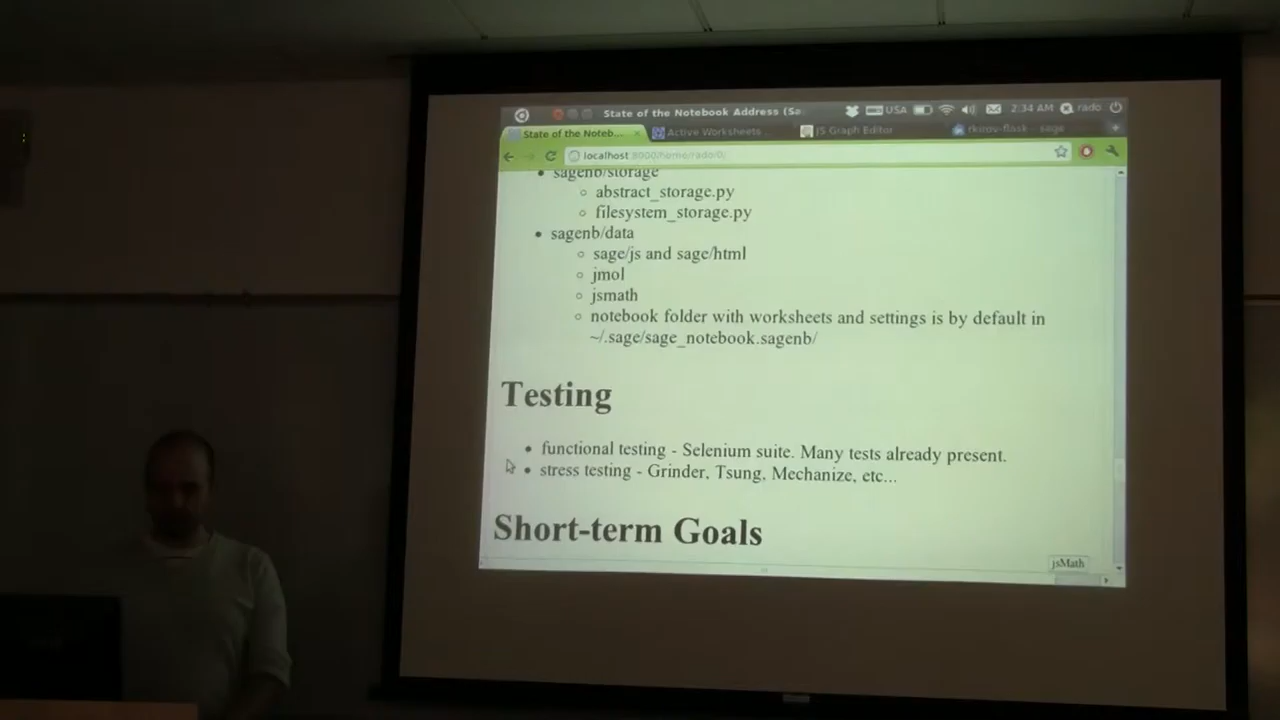 State of the Notebook Address (Sa
USA 2:34 AM rado
State of the Noteb...
Active Worksheets
JS Graph Editor
rkirov-flask - sage
localhost:8000/home/rado/0/
sagenb/storage
abstract_storage.py
filesystem_storage.py
sagenb/data
sage/js and sage/html
jmol
jsmath
notebook folder with worksheets and settings is by default in
~/.sage/sage_notebook.sagenb/
Testing
functional testing - Selenium suite. Many tests already present.
stress testing - Grinder, Tsung, Mechanize, etc...
Short-term Goals
jsMath